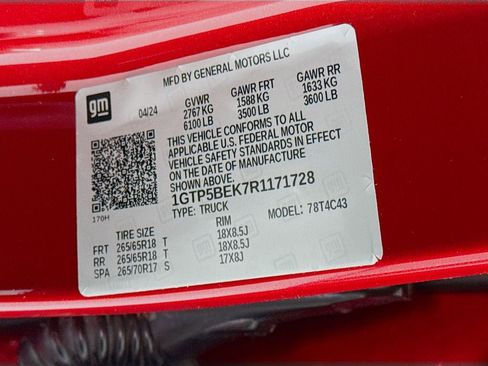 MFD BY GENERAL MOTORS LLC
gm
04/24 GVWR GAWR FRT GAWR RR
2767 KG 1588 KG 1633 KG
6100 LB 3500 LB 3600 LB
THIS VEHICLE CONFORMS TO ALL
APPLICABLE U.S. FEDERAL MOTOR
VEHICLE SAFETY STANDARDS IN EFFECT
ON THE DATE OF MANUFACTURE
SHOWN ABOVE.
170H
1GTP5BEK7R1171728
TYPE: TRUCK MODEL: 78T4C43
TIRE SIZE RIM
FRT 265/65R18 T 18X8.5J
RR 265/65R18 T 18X8.5J
SPA 265/70R17 S 17X8J